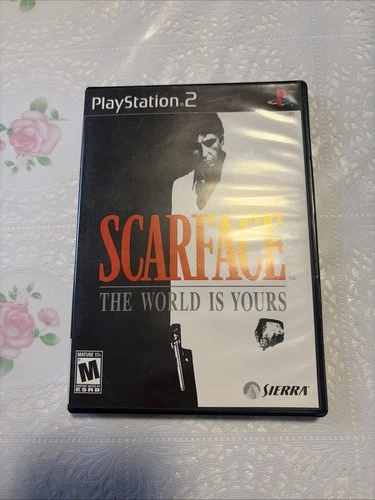 PlayStation 2
SCARFACE
THE WORLD IS YOURS
MATURE 17+
M
ESRB
SIERRA